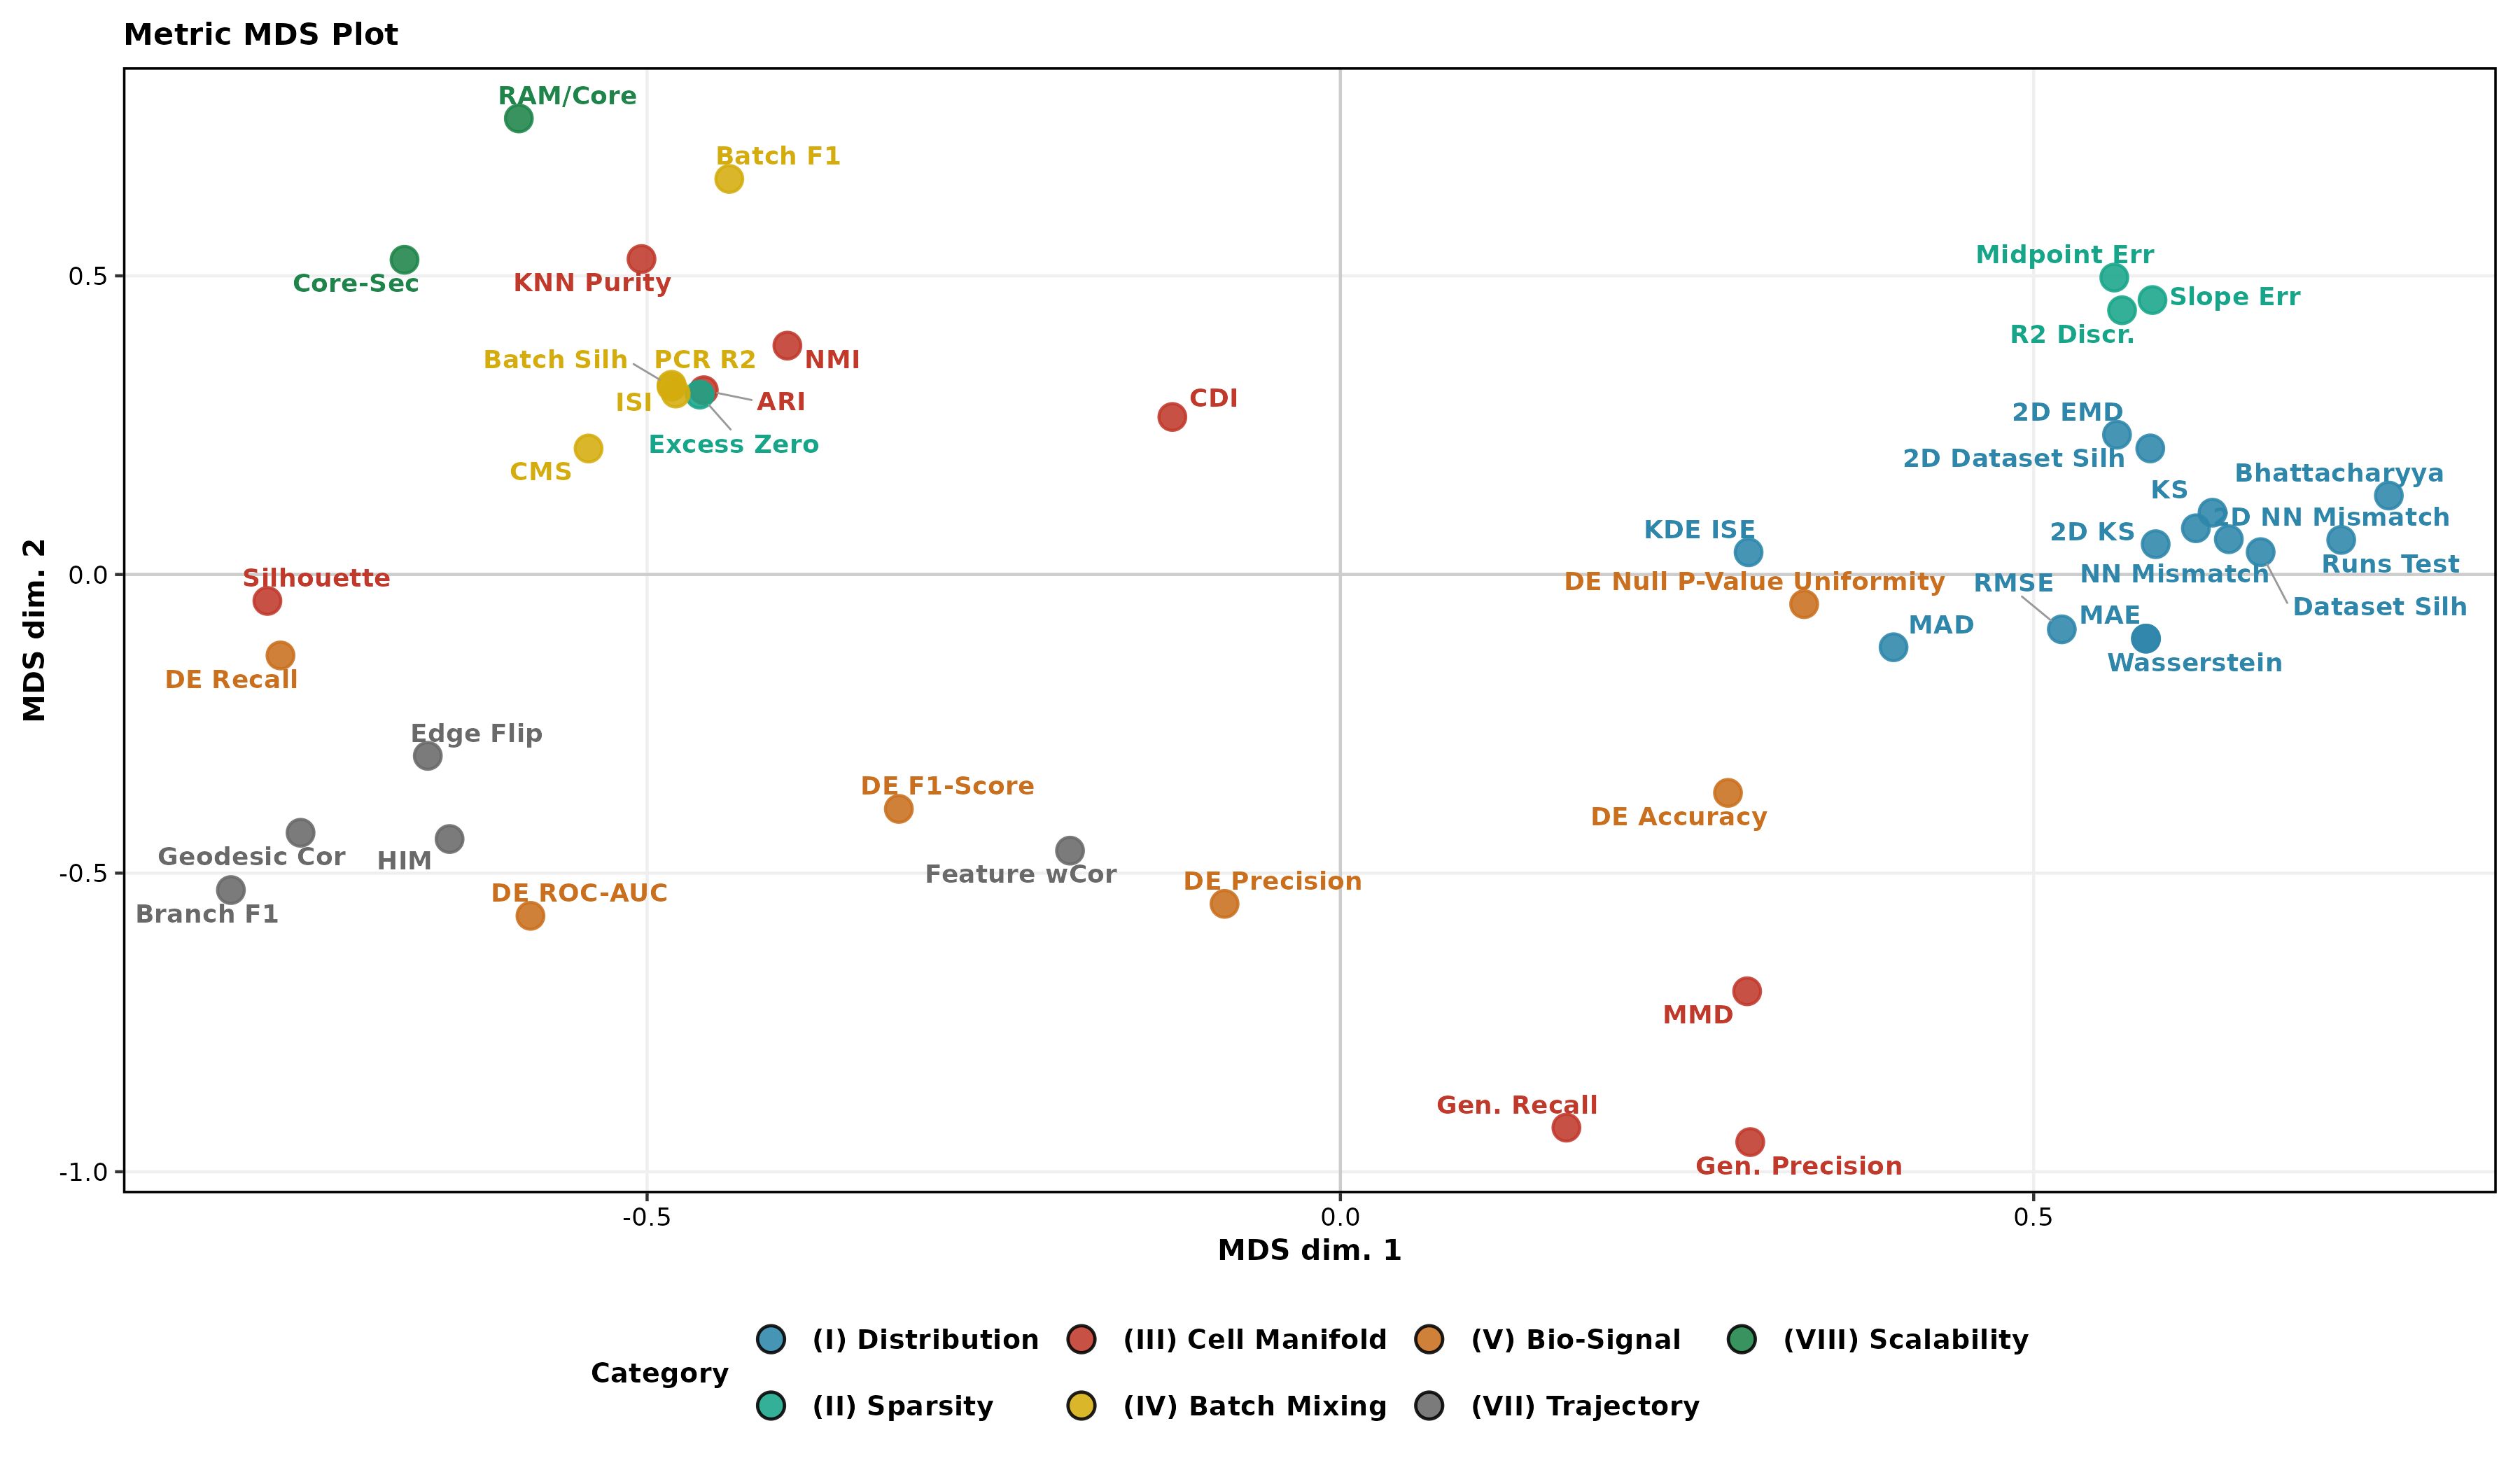 Metric MDS Plot
RAM/Core
Batch F1
Core-Sec
KNN Purity
Midpoint Err
Slope Err
R2 Discr.
Batch Silh
PCR R2
NMI
ISI
ARI
CDI
Excess Zero
CMS
2D EMD
2D Dataset Silh
Bhattacharyya
KS
2D NN Mismatch
KDE ISE
2D KS
Runs Test
NN Mismatch
Silhouette
DE Null P-Value Uniformity
RMSE
Dataset Silh
MAE
MAD
Wasserstein
DE Recall
Edge Flip
DE F1-Score
DE Accuracy
Geodesic Cor
HIM
Feature wCor
DE Precision
DE ROC-AUC
Branch F1
MMD
Gen. Recall
Gen. Precision
0.5
0.0
-0.5
-1.0
MDS dim. 2
-0.5
0.0
0.5
MDS dim. 1
Category
(I) Distribution
(III) Cell Manifold
(V) Bio-Signal
(VIII) Scalability
(II) Sparsity
(IV) Batch Mixing
(VII) Trajectory